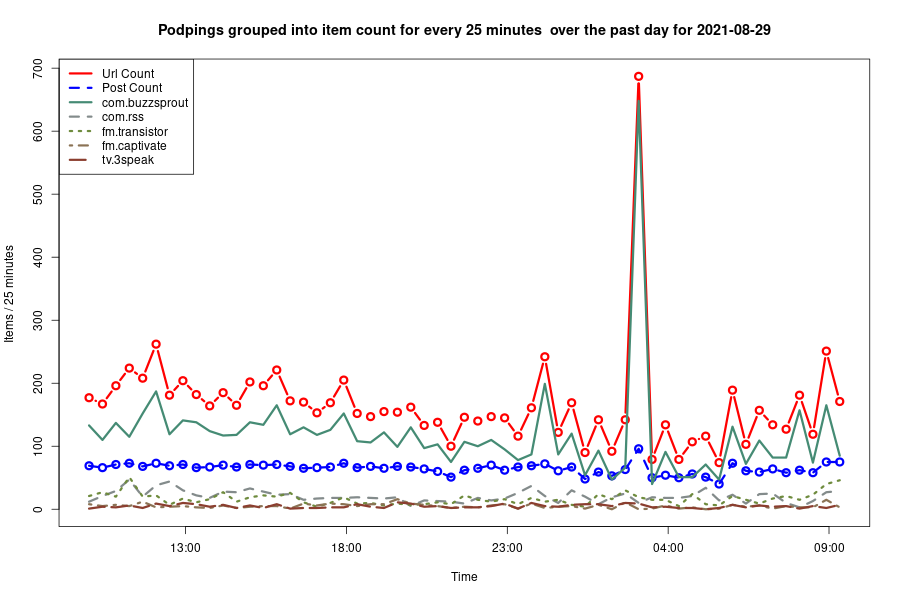 Podpings grouped into item count for every 25 minutes  over the past day for 2021-08-29
Url Count
Post Count
com.buzzsprout
com.rss
fm.transistor
fm.captivate
tv.3speak
Items / 25 minutes
700
600
500
400
300
200
100
0
13:00 18:00 23:00 04:00 09:00
Time